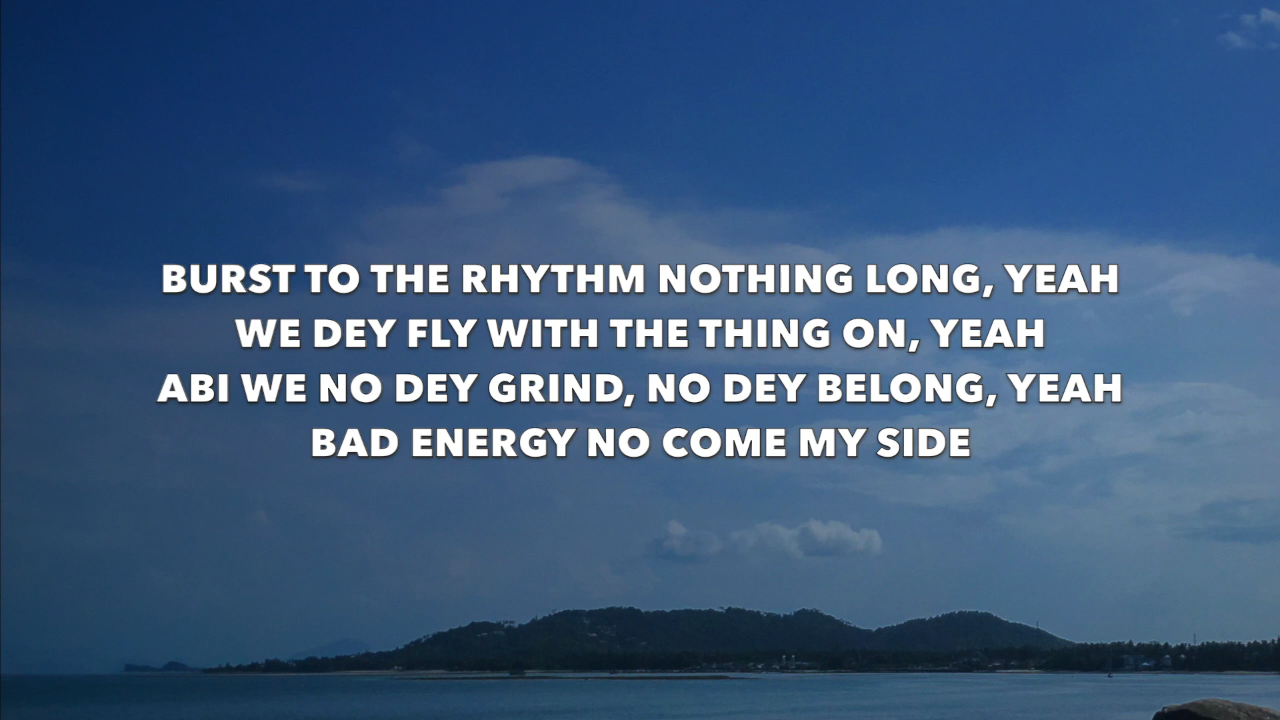 BURST TO THE RHYTHM NOTHING LONG, YEAH
WE DEY FLY WITH THE THING ON, YEAH
ABI WE NO DEY GRIND, NO DEY BELONG, YEAH
BAD ENERGY NO COME MY SIDE